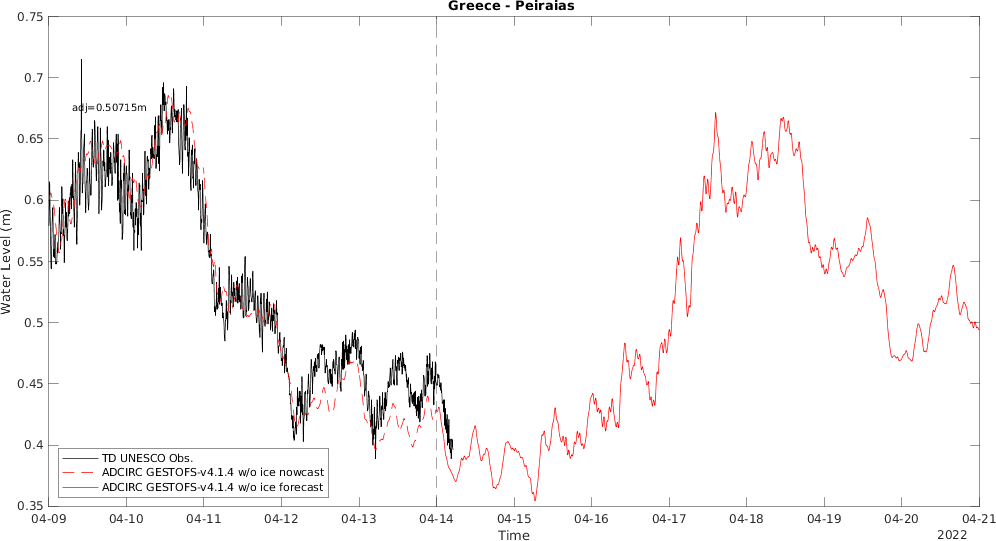 Greece - Peiraias
0.75
0.7
0.65
0.6
0.55
0.5
0.45
0.4
0.35
Water Level (m)
adj=0.50715m
TD UNESCO Obs.
ADCIRC GESTOFS-v4.1.4 w/o ice nowcast
ADCIRC GESTOFS-v4.1.4 w/o ice forecast
04-09 04-10 04-11 04-12 04-13 04-14 04-15 04-16 04-17 04-18 04-19 04-20 04-21
Time
2022